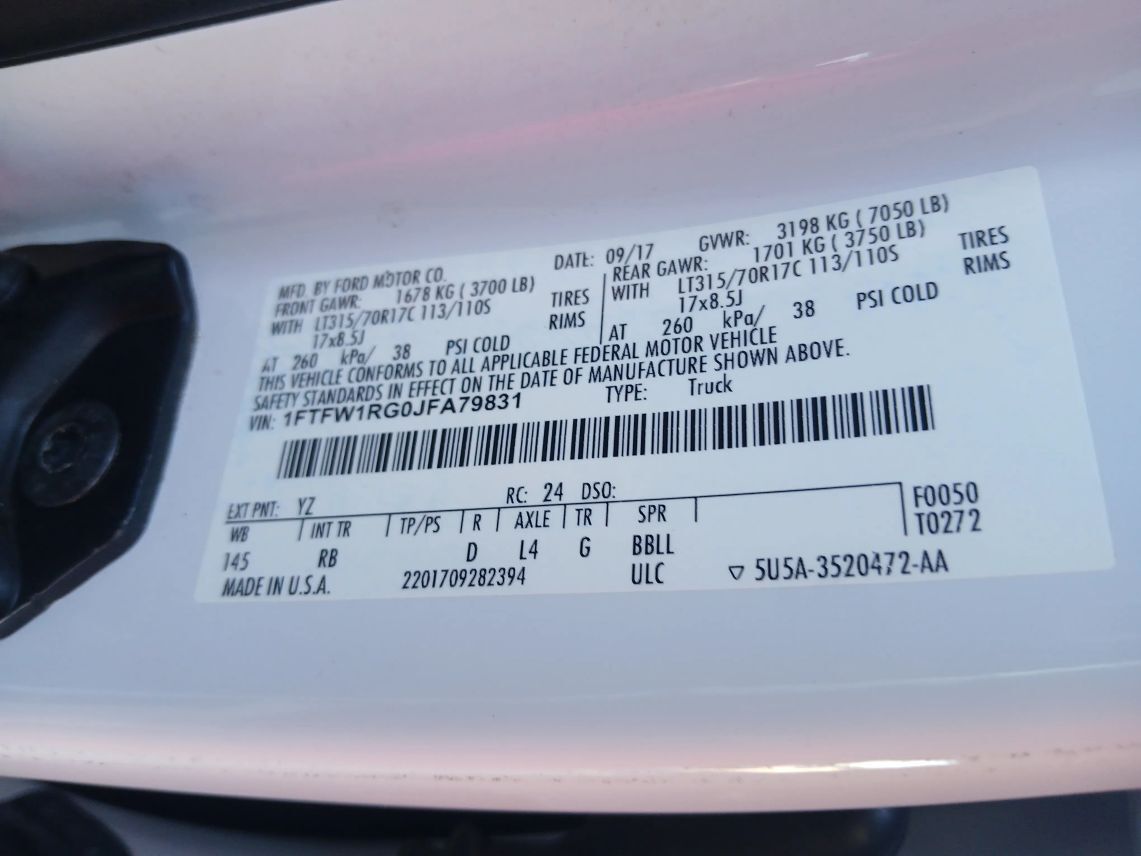 MFD. BY FORD MOTOR CO. DATE: 09/17 GVWR: 3198 KG ( 7050 LB)
FRONT GAWR: 1678 KG ( 3700 LB) REAR GAWR: 1701 KG ( 3750 LB)
WITH LT315/70R17C 113/110S TIRES WITH LT315/70R17C 113/110S TIRES
17x8.5J RIMS 17x8.5J RIMS
AT 260 kPa/ 38 PSI COLD AT 260 kPa/ 38 PSI COLD
THIS VEHICLE CONFORMS TO ALL APPLICABLE FEDERAL MOTOR VEHICLE
SAFETY STANDARDS IN EFFECT ON THE DATE OF MANUFACTURE SHOWN ABOVE.
VIN: 1FTFW1RG0JFA79831 TYPE: Truck
EXT PNT: YZ RC: 24 DSO:
WB INT TR TP/PS R AXLE TR SPR F0050
145 RB D L4 G BBLL T0272
MADE IN U.S.A. 2201709282394 ULC ▽ 5U5A-3520472-AA